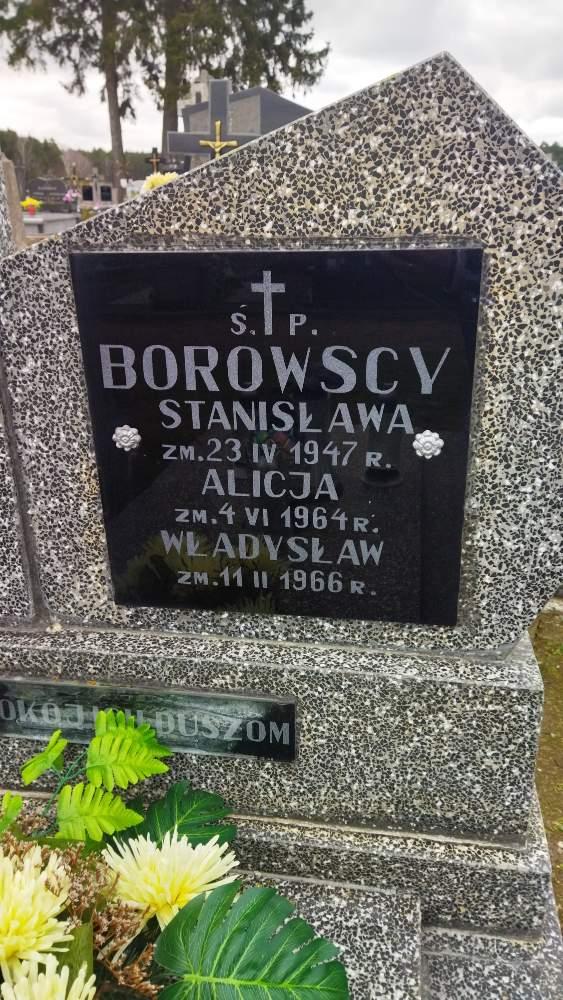 Ś. P.
BOROWSCY
STANISŁAWA
ZM. 23 IV 1947 R.
ALICJA
ZM. 4 VI 1964 R.
WŁADYSŁAW
ZM. 11 II 1966 R.
DUSZOM